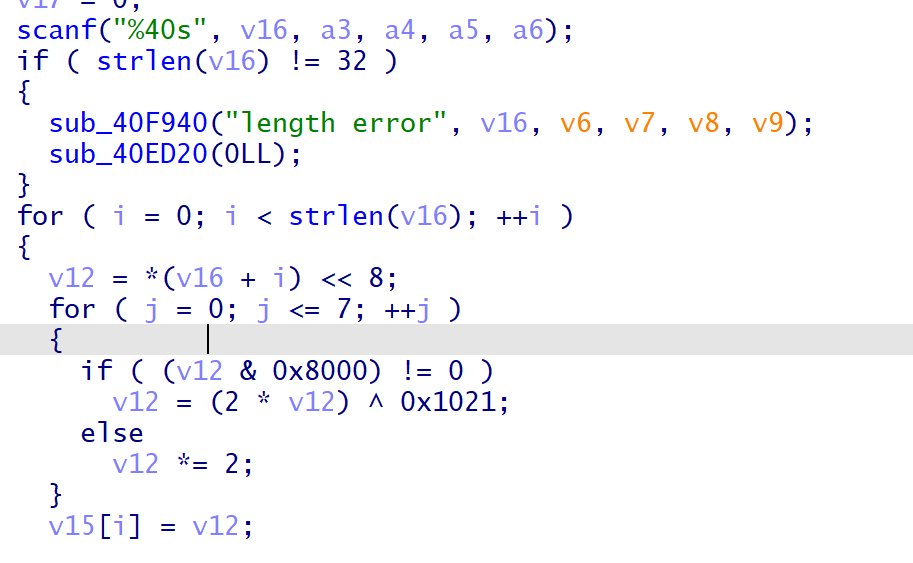 v17 = 0;
scanf("%40s", v16, a3, a4, a5, a6);
if ( strlen(v16) != 32 )
{
  sub_40F940("length error", v16, v6, v7, v8, v9);
  sub_40ED20(0LL);
}
for ( i = 0; i < strlen(v16); ++i )
{
  v12 = *(v16 + i) << 8;
  for ( j = 0; j <= 7; ++j )
  {
    if ( (v12 & 0x8000) != 0 )
      v12 = (2 * v12) ^ 0x1021;
    else
      v12 *= 2;
  }
  v15[i] = v12;